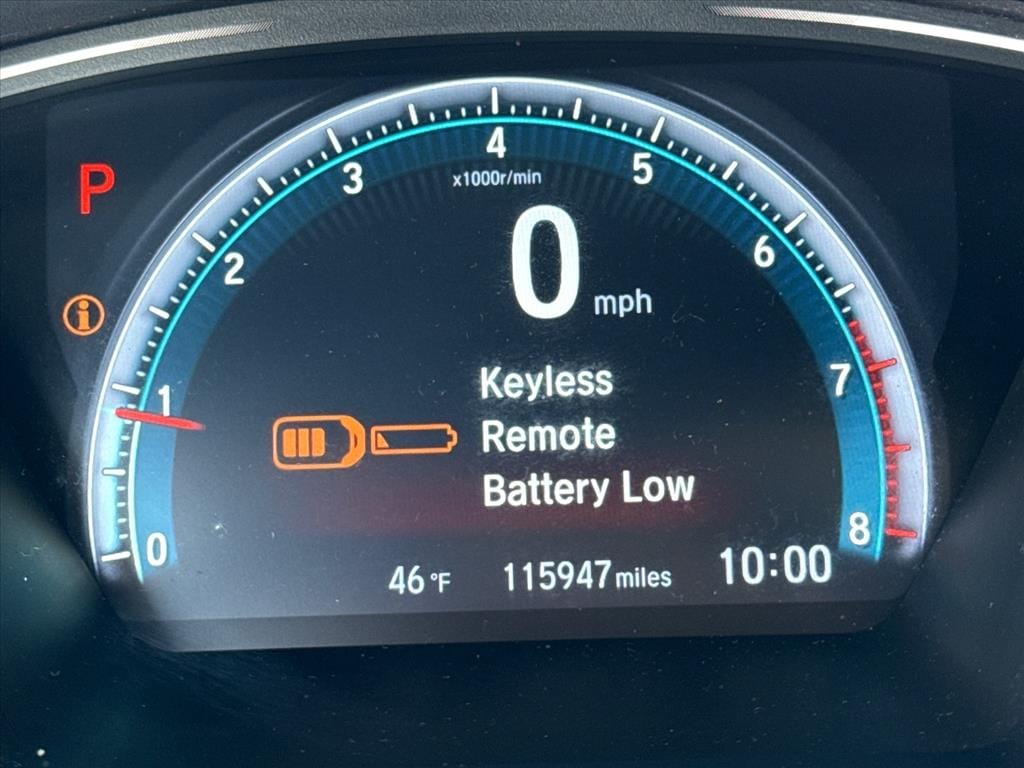 P
i
0
1
2
3
4
5
6
7
8
x1000r/min
0 mph
Keyless
Remote
Battery Low
46 °F 115947 miles 10:00